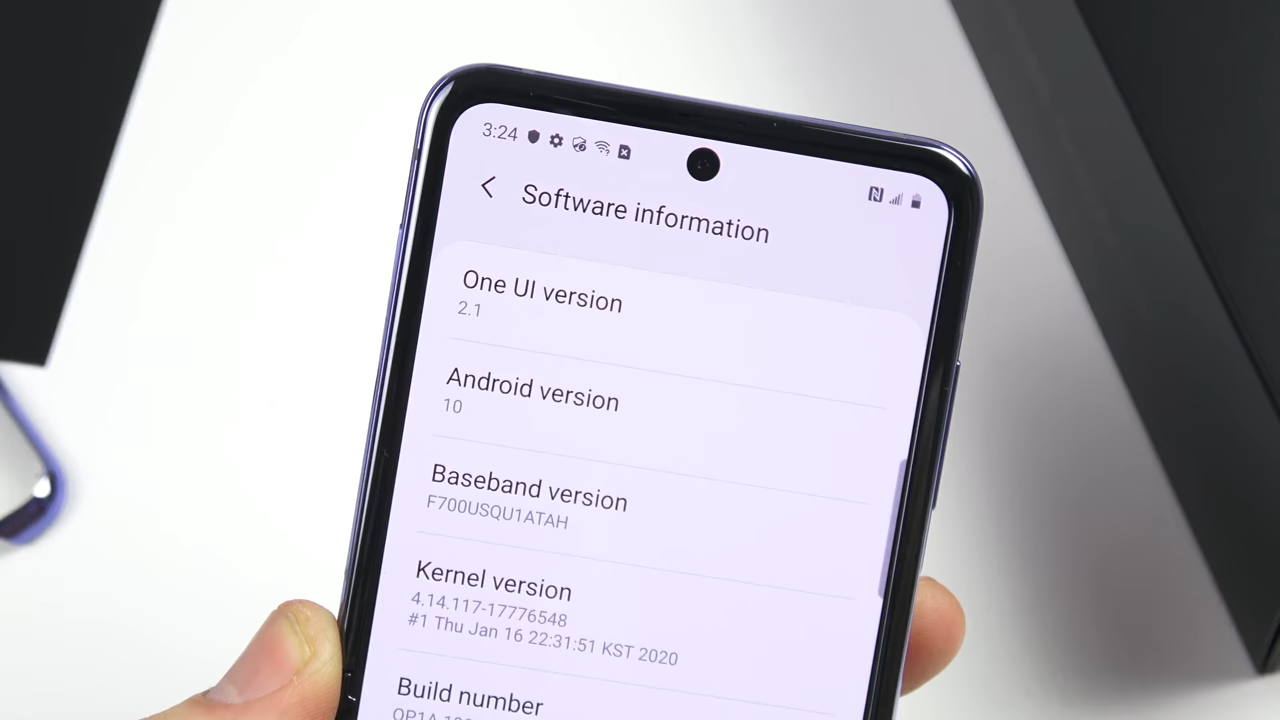 3:24
Software information
One UI version
2.1
Android version
10
Baseband version
F700USQU1ATAH
Kernel version
4.14.117-17776548
#1 Thu Jan 16 22:31:51 KST 2020
Build number